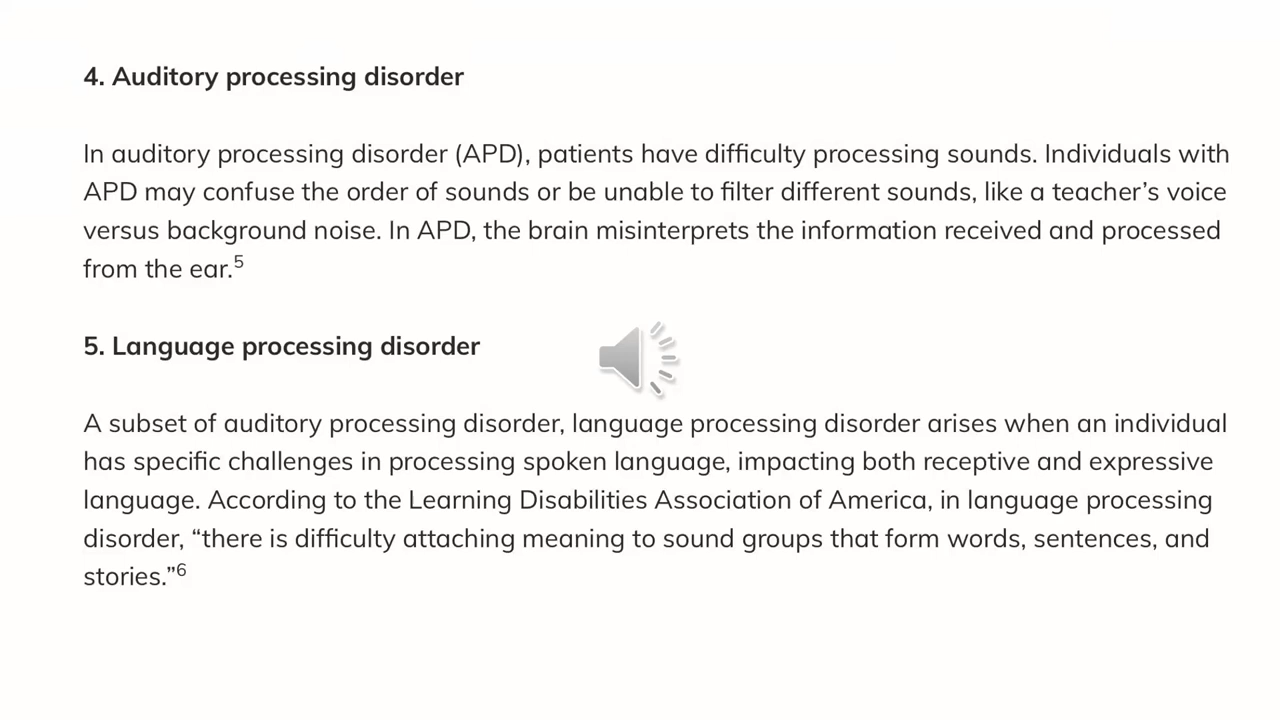 4. Auditory processing disorder
In auditory processing disorder (APD), patients have difficulty processing sounds. Individuals with
APD may confuse the order of sounds or be unable to filter different sounds, like a teacher’s voice
versus background noise. In APD, the brain misinterprets the information received and processed
from the ear.⁵
5. Language processing disorder
A subset of auditory processing disorder, language processing disorder arises when an individual
has specific challenges in processing spoken language, impacting both receptive and expressive
language. According to the Learning Disabilities Association of America, in language processing
disorder, “there is difficulty attaching meaning to sound groups that form words, sentences, and
stories.”⁶